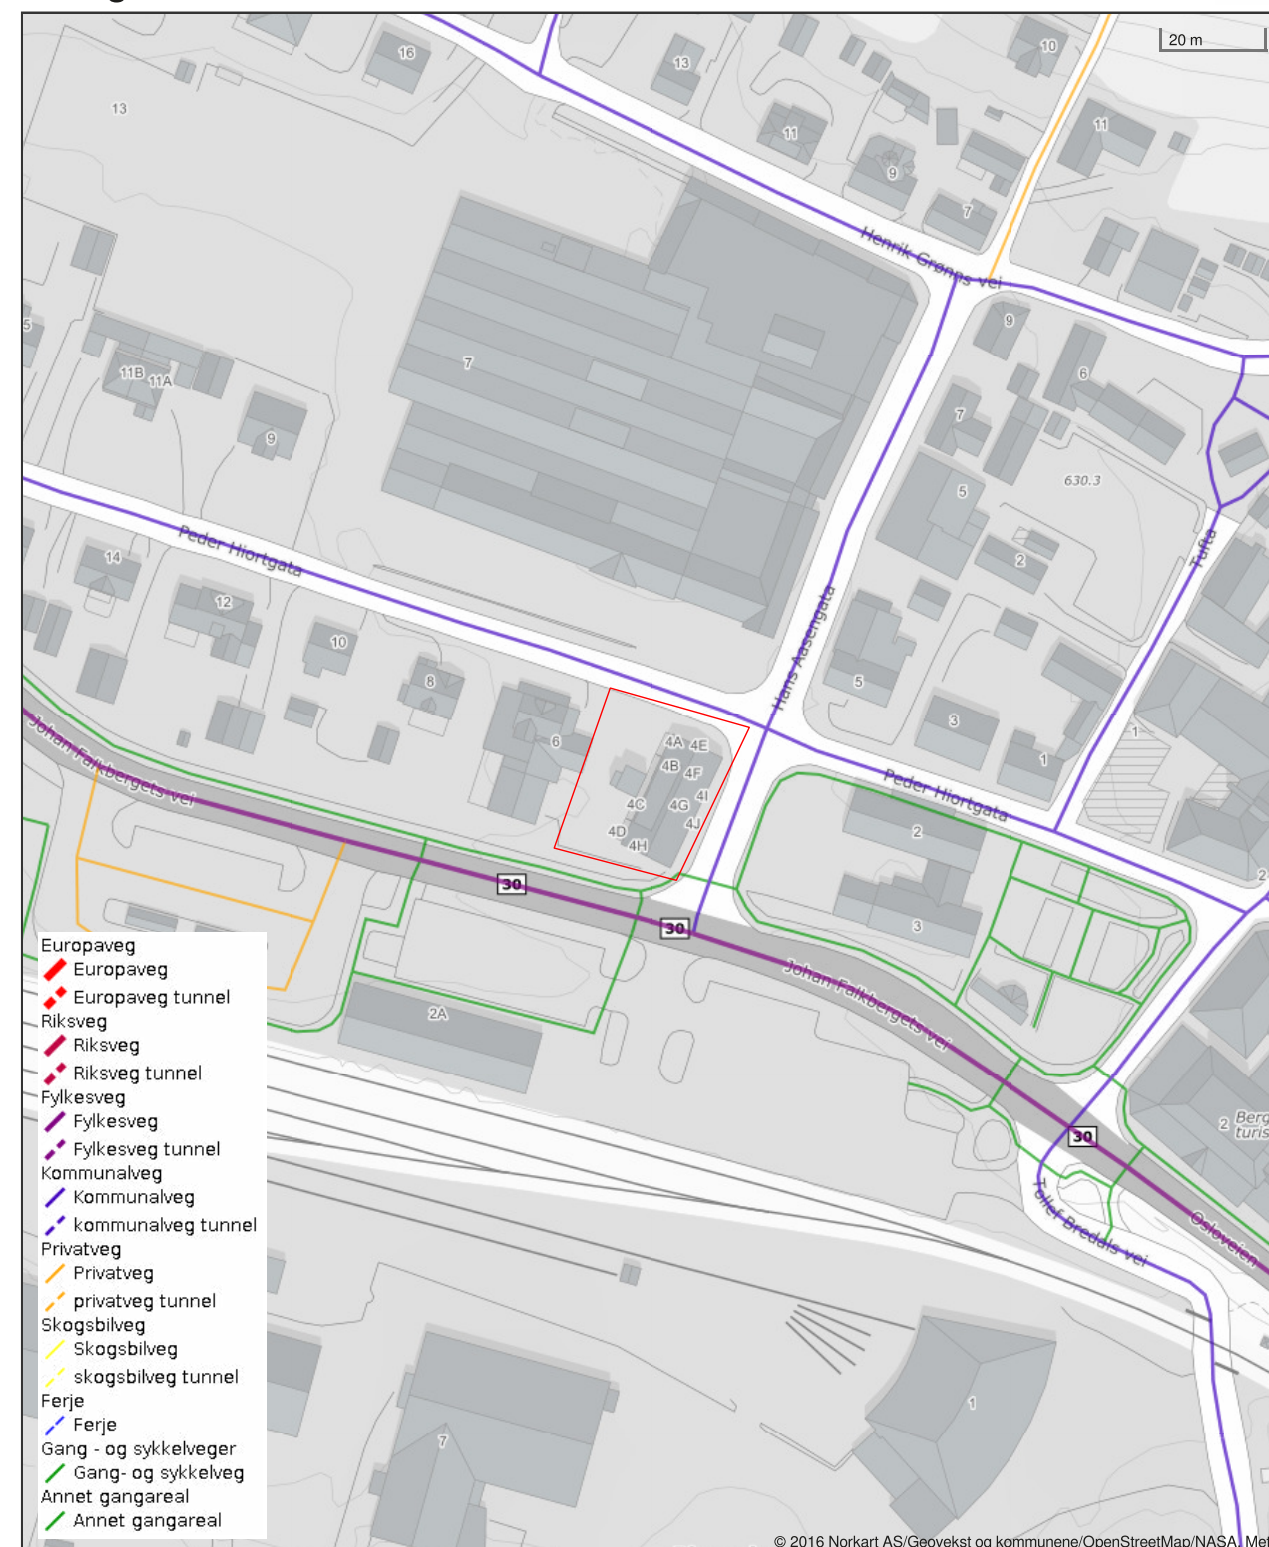 20 m
16
13
10
13
11
11
9
7
Henrik Grønns vei
5
9
7
6
11B
11A
7
9
5
630.3
Peder Hiortgata
Tufta
14
2
12
Hans Aasengata
10
8
5
6
3
1
1
4A
4E
4B
4F
4I
4C
4G
4J
4D
4H
Johan Falkbergets vei
Peder Hiortgata
2
2
30
30
3
Johan Falkbergets vei
2A
30
2
Tollef Bredals vei
Osloveien
1
7
Europaveg
Europaveg
Europaveg tunnel
Riksveg
Riksveg
Riksveg tunnel
Fylkesveg
Fylkesveg
Fylkesveg tunnel
Kommunalveg
Kommunalveg
kommunalveg tunnel
Privatveg
Privatveg
privatveg tunnel
Skogsbilveg
Skogsbilveg
skogsbilveg tunnel
Ferje
Ferje
Gang - og sykkelveger
Gang- og sykkelveg
Annet gangareal
Annet gangareal
© 2016 Norkart AS/Geovekst og kommunene/OpenStreetMap/NASA, Met